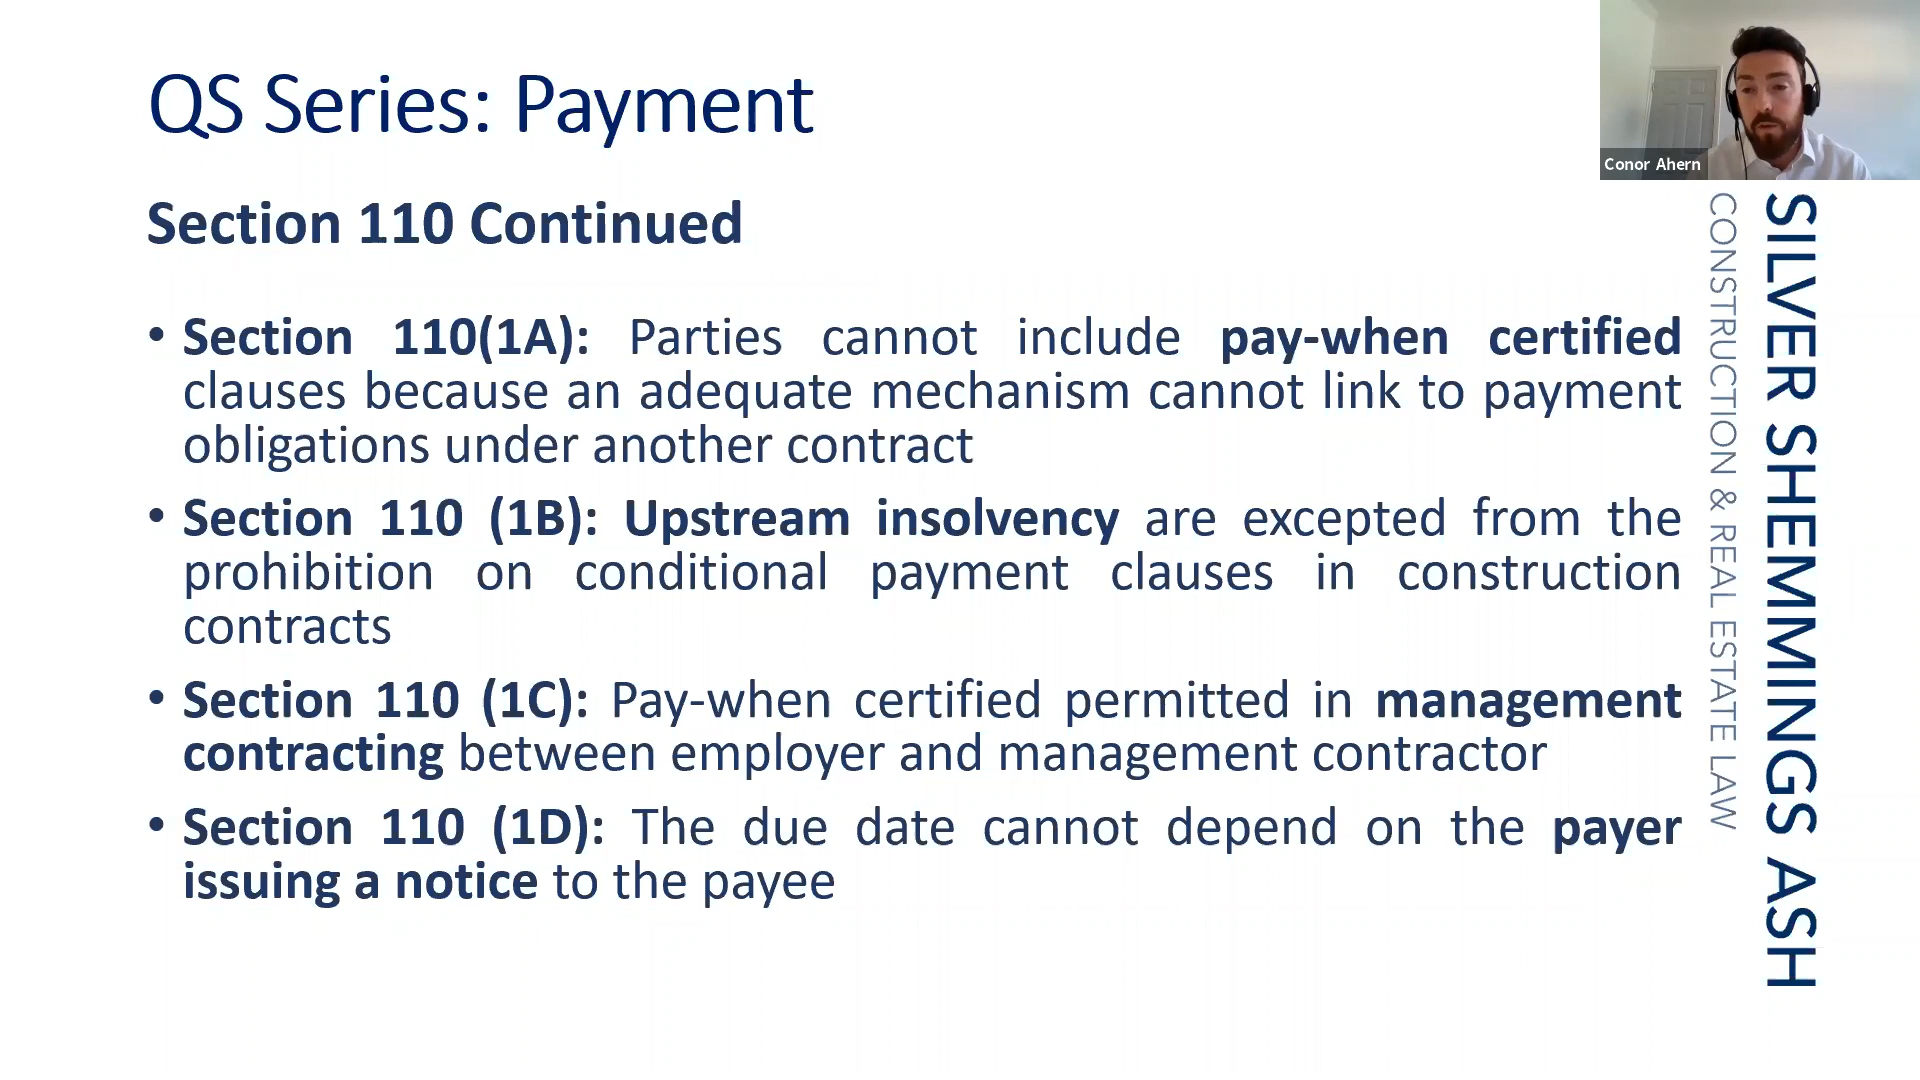 QS Series: Payment
Conor Ahern
Section 110 Continued
• Section 110(1A): Parties cannot include pay-when certified
clauses because an adequate mechanism cannot link to payment
obligations under another contract
• Section 110 (1B): Upstream insolvency are excepted from the
prohibition on conditional payment clauses in construction
contracts
• Section 110 (1C): Pay-when certified permitted in management
contracting between employer and management contractor
• Section 110 (1D): The due date cannot depend on the payer
issuing a notice to the payee
SILVER SHEMMINGS ASH
CONSTRUCTION & REAL ESTATE LAW